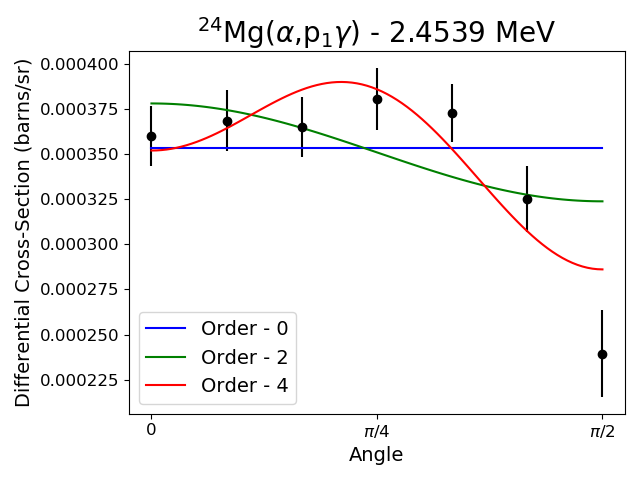 ²⁴Mg(α,p₁γ) - 2.4539 MeV
Differential Cross-Section (barns/sr)
0.000400
0.000375
0.000350
0.000325
0.000300
0.000275
0.000250
0.000225
Order - 0
Order - 2
Order - 4
0 π/4 π/2
Angle